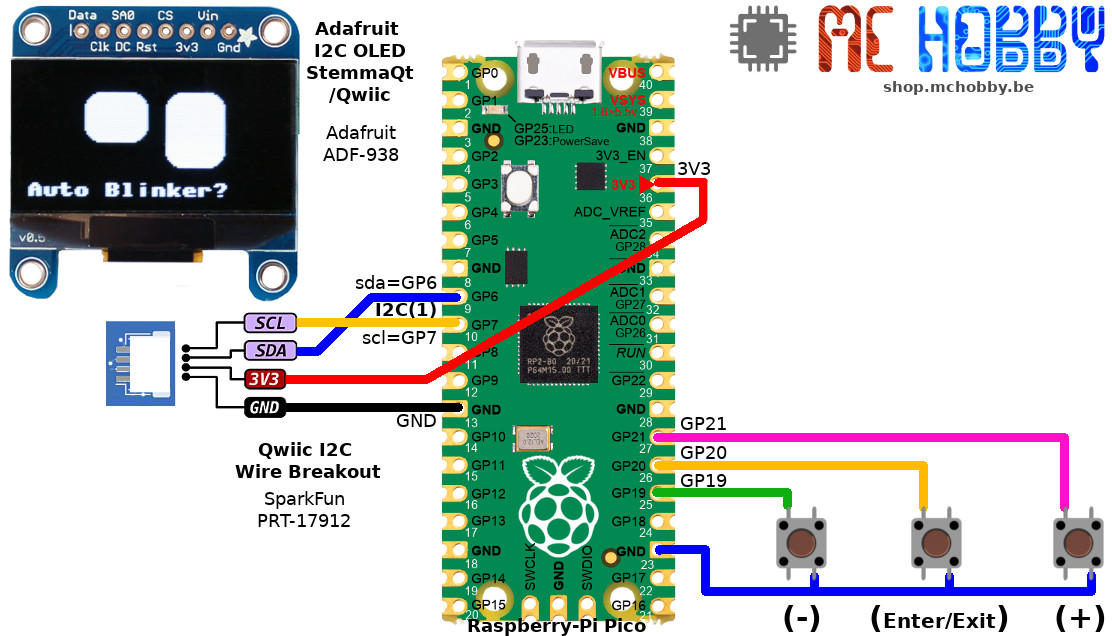 Data SA0 CS Vin
Clk DC Rst 3v3 Gnd
Auto Blinker?
v0.5
Adafruit
I2C OLED
StemmaQt
/Qwiic
Adafruit
ADF-938
MC HOBBY
shop.mchobby.be
sda=GP6
I2C(1)
scl=GP7
SCL
SDA
3V3
GND
GND
Qwiic I2C
Wire Breakout
SparkFun
PRT-17912
GP0
1
GP1
2
GND
3
GP2
4
GP3
5
GP4
6
GP5
7
GND
8
GP6
9
GP7
10
GP8
11
GP9
12
GND
13
GP10
14
GP11
15
GP12
16
GP13
17
GND
18
GP14
19
GP15
20
GP25:LED
GP23:PowerSave
RP2-B0 20/21
P64M15.00 TTT
SWCLK
GND
SWDIO
VBUS
40
VSYS
39
GND
38
3V3_EN
37
3V3
36
ADC_VREF
35
ADC2
GP28
GND
33
ADC1
GP27
32
ADC0
GP26
31
RUN
30
GP22
29
GND
28
GP21
27
GP20
26
GP19
25
GP18
24
GND
23
GP17
22
GP16
3V3
GP21
GP20
GP19
(-) (Enter/Exit) (+)
Raspberry-Pi Pico